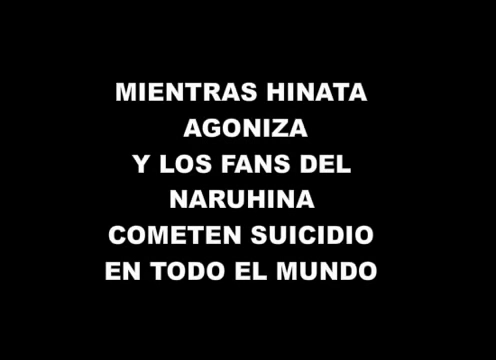 MIENTRAS HINATA
AGONIZA
Y LOS FANS DEL
NARUHINA
COMETEN SUICIDIO
EN TODO EL MUNDO